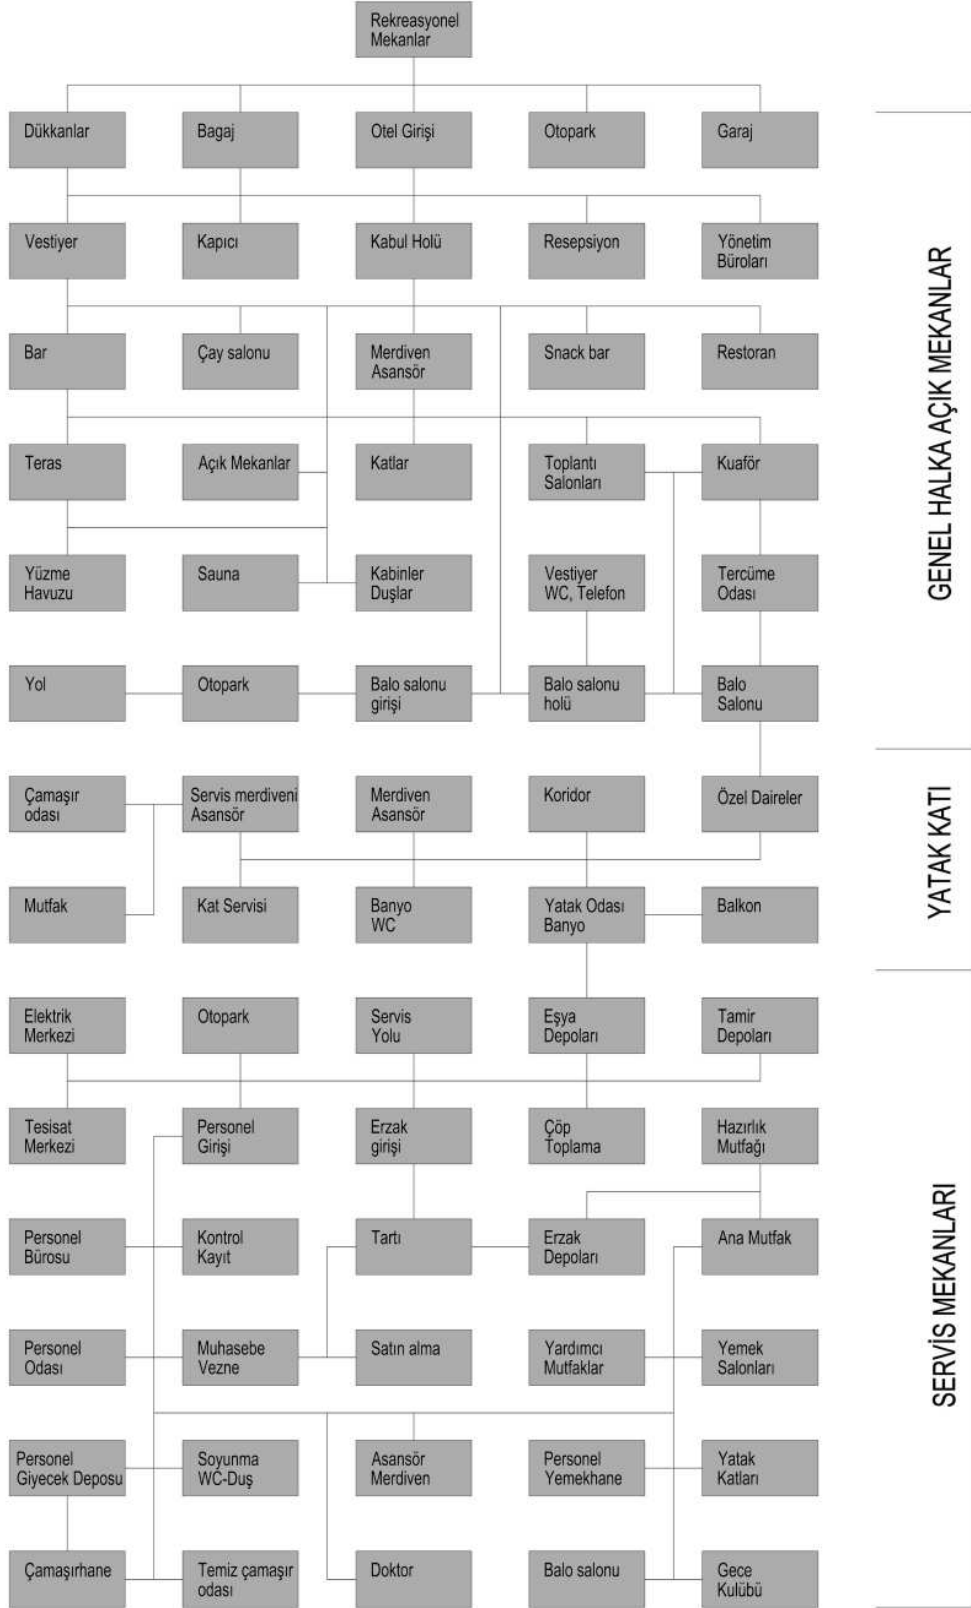 Rekreasyonel
Mekanlar
Dükkanlar
Bagaj
Otel Girişi
Otopark
Garaj
Vestiyer
Kapıcı
Kabul Holü
Resepsiyon
Yönetim
Büroları
Bar
Çay salonu
Merdiven
Asansör
Snack bar
Restoran
Teras
Açık Mekanlar
Katlar
Toplantı
Salonları
Kuaför
Yüzme
Havuzu
Sauna
Kabinler
Duşlar
Vestiyer
WC, Telefon
Tercüme
Odası
Yol
Otopark
Balo salonu
girişi
Balo salonu
holü
Balo
Salonu
GENEL HALKA AÇIK MEKANLAR
Çamaşır
odası
Servis merdiveni
Asansör
Merdiven
Asansör
Koridor
Özel Daireler
Mutfak
Kat Servisi
Banyo
WC
Yatak Odası
Banyo
Balkon
YATAK KATI
Elektrik
Merkezi
Otopark
Servis
Yolu
Eşya
Depoları
Tamir
Depoları
Tesisat
Merkezi
Personel
Girişi
Erzak
girişi
Çöp
Toplama
Hazırlık
Mutfağı
Personel
Bürosu
Kontrol
Kayıt
Tartı
Erzak
Depoları
Ana Mutfak
Personel
Odası
Muhasebe
Vezne
Satın alma
Yardımcı
Mutfaklar
Yemek
Salonları
Personel
Giyecek Deposu
Soyunma
WC-Duş
Asansör
Merdiven
Personel
Yemekhane
Yatak
Katları
Çamaşırhane
Temiz çamaşır
odası
Doktor
Balo salonu
Gece
Kulübü
SERVİS MEKANLARI